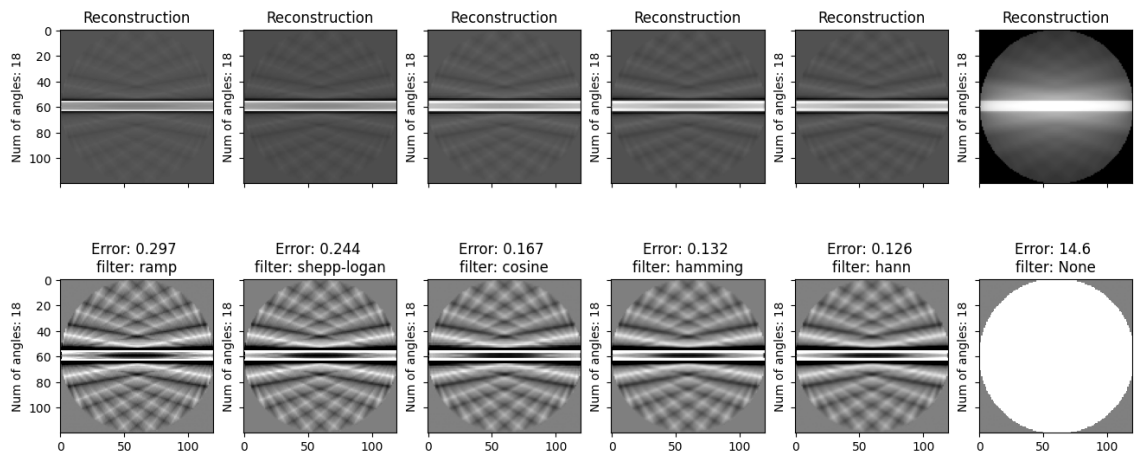 Reconstruction Reconstruction Reconstruction Reconstruction Reconstruction Reconstruction
0
20
40
60
80
100
Num of angles: 18
Num of angles: 18
Num of angles: 18
Num of angles: 18
Num of angles: 18
Num of angles: 18
Error: 0.297 Error: 0.244 Error: 0.167 Error: 0.132 Error: 0.126 Error: 14.6
filter: ramp filter: shepp-logan filter: cosine filter: hamming filter: hann filter: None
0
20
40
60
80
100
Num of angles: 18
Num of angles: 18
Num of angles: 18
Num of angles: 18
Num of angles: 18
Num of angles: 18
0 50 100 0 50 100 0 50 100 0 50 100 0 50 100 0 50 100